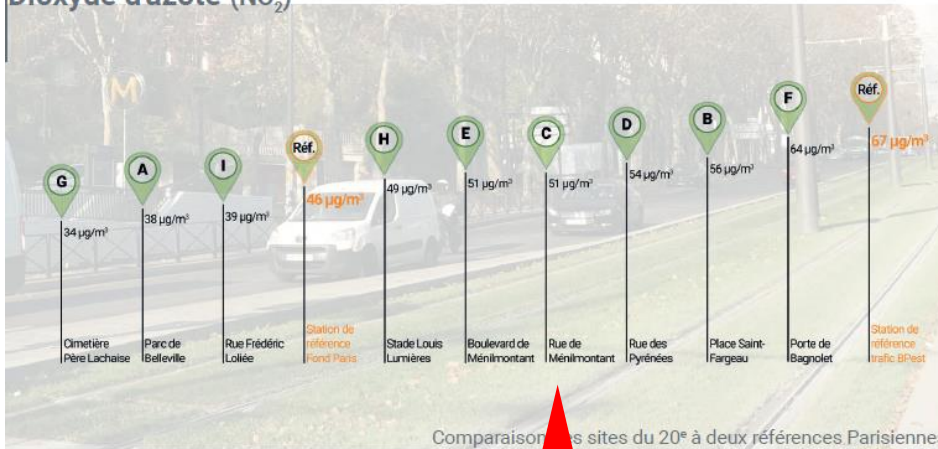 Dioxyde d'azote (NO₂)
Réf.
F
B
D
C
E
H
Réf.
I
A
G
67 µg/m³
64 µg/m³
56 µg/m³
54 µg/m³
51 µg/m³
51 µg/m³
49 µg/m³
46 µg/m³
39 µg/m³
38 µg/m³
34 µg/m³
Cimetière
Père Lachaise
Parc de
Belleville
Rue Frédéric
Loliée
Station de
référence
Fond Paris
Stade Louis
Lumières
Boulevard de
Ménilmontant
Rue de
Ménilmontant
Rue des
Pyrénées
Place Saint-
Fargeau
Porte de
Bagnolet
Station de
référence
trafic BPest
Comparaison sites du 20ᵉ à deux références Parisienne